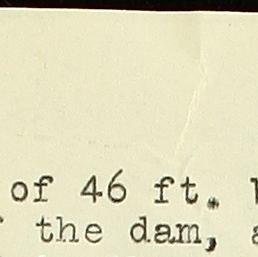 of 46 ft.
the dam,